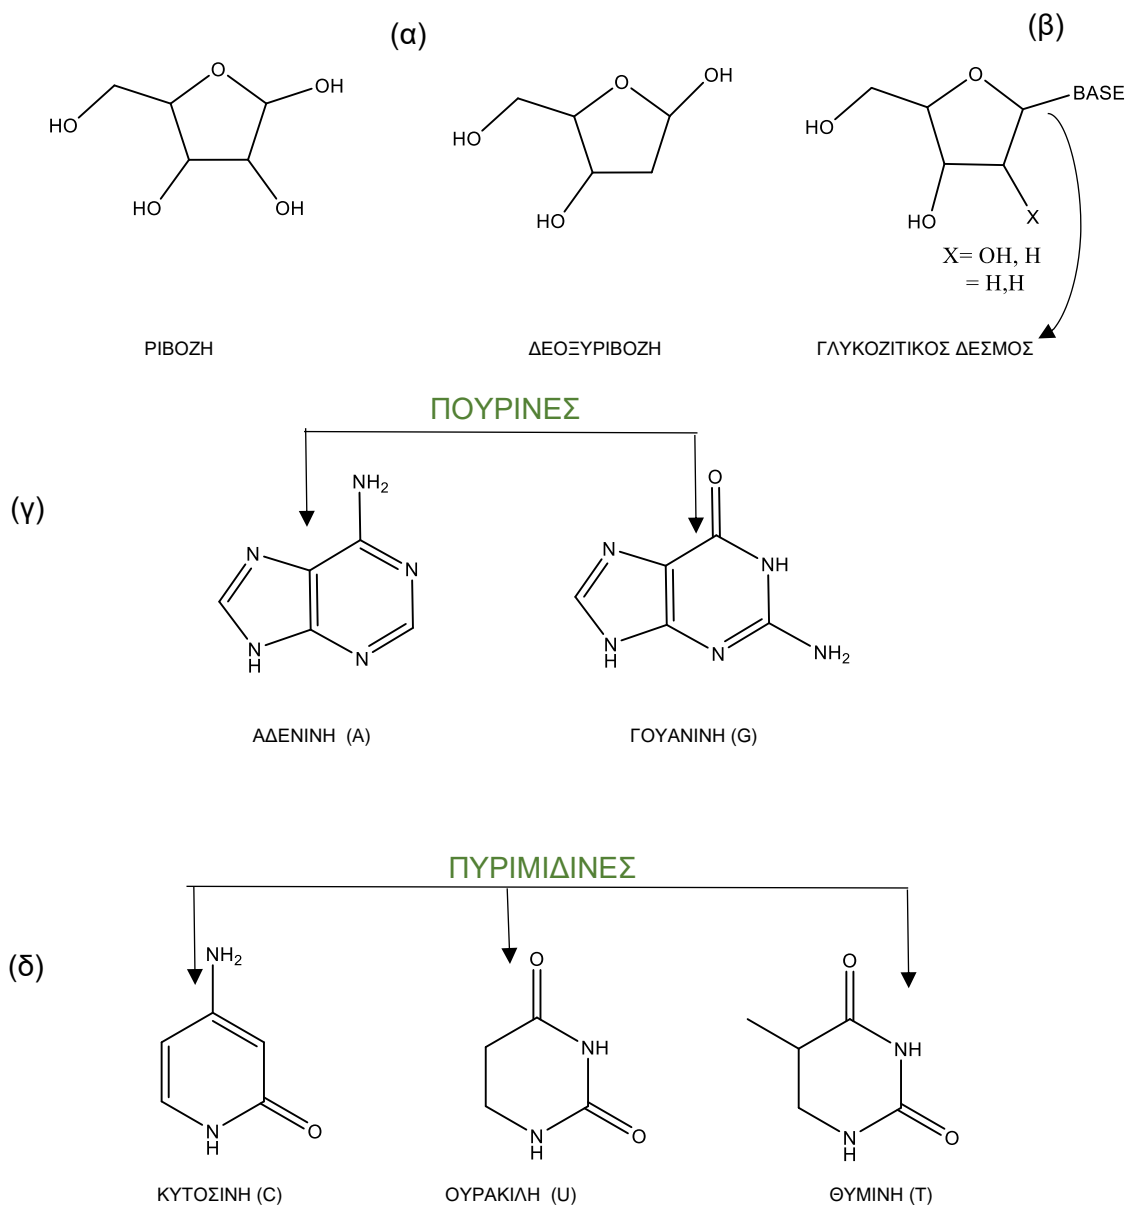 (α)
(β)
O
OH
HO
HO
OH
O
OH
HO
HO
O
BASE
HO
HO
X
X= OH, H
= H,H
ΡΙΒΟΖΗ
ΔΕΟΞΥΡΙΒΟΖΗ
ΓΛΥΚΟΖΙΤΙΚΟΣ ΔΕΣΜΟΣ
ΠΟΥΡΙΝΕΣ
(γ)
NH2
N
N
N
H
N
O
N
NH
N
H
N
NH2
ΑΔΕΝΙΝΗ (A)
ΓΟΥΑΝΙΝΗ (G)
ΠΥΡΙΜΙΔΙΝΕΣ
(δ)
NH2
N
H
O
O
NH
N
H
O
O
NH
N
H
O
ΚΥΤΟΣΙΝΗ (C)
ΟΥΡΑΚΙΛΗ (U)
ΘΥΜΙΝΗ (T)